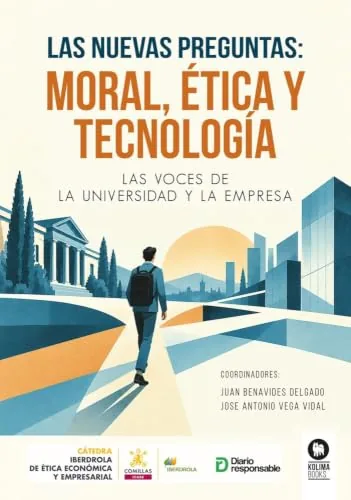 LAS NUEVAS PREGUNTAS:
MORAL, ÉTICA Y
TECNOLOGÍA
LAS VOCES DE
LA UNIVERSIDAD Y LA EMPRESA
COORDINADORES:
JUAN BENAVIDES DELGADO
JOSE ANTONIO VEGA VIDAL
CÁTEDRA
IBERDROLA
DE ÉTICA ECONÓMICA
Y EMPRESARIAL
COMILLAS
ICADE
IBERDROLA
Diario
responsable
KOLIMA
BOOKS